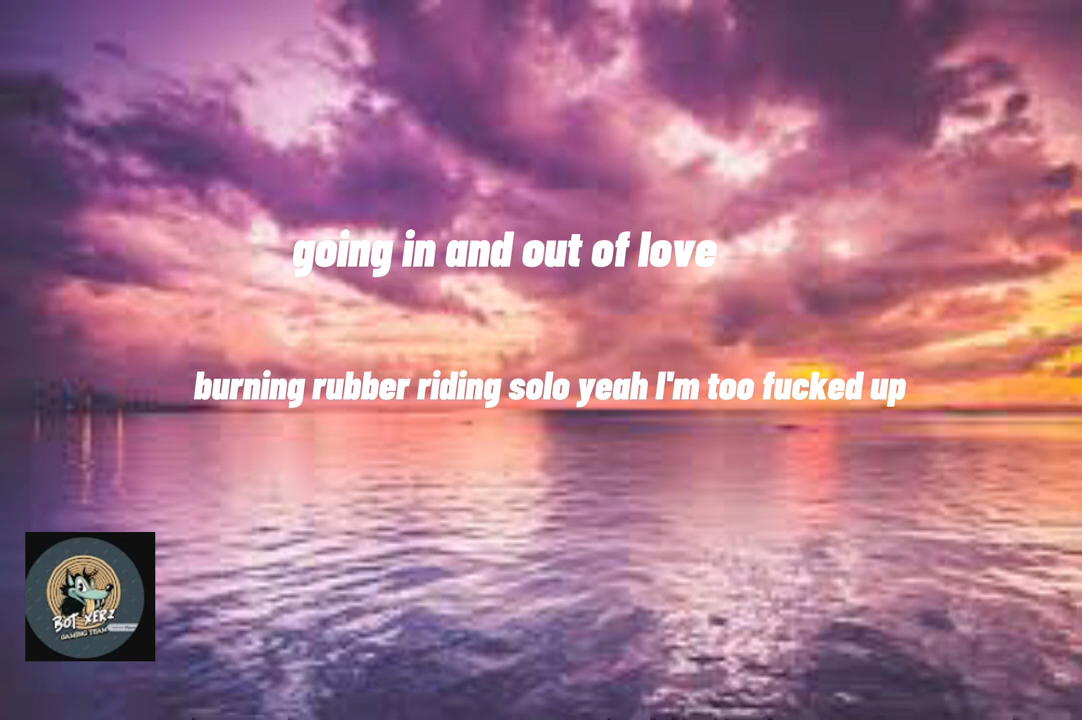 going in and out of love
burning rubber riding solo yeah I'm too fucked up
BOT XERZ
GAMING TEAM